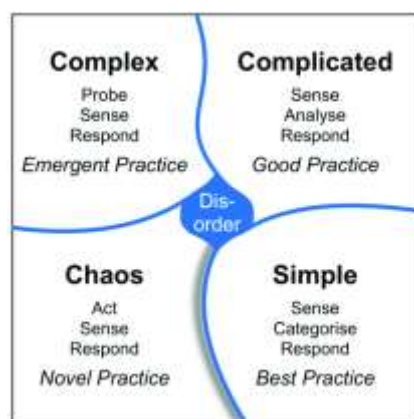 Complex
Probe
Sense
Respond
Emergent Practice
Complicated
Sense
Analyse
Respond
Good Practice
Dis-
order
Chaos
Act
Sense
Respond
Novel Practice
Simple
Sense
Categorise
Respond
Best Practice